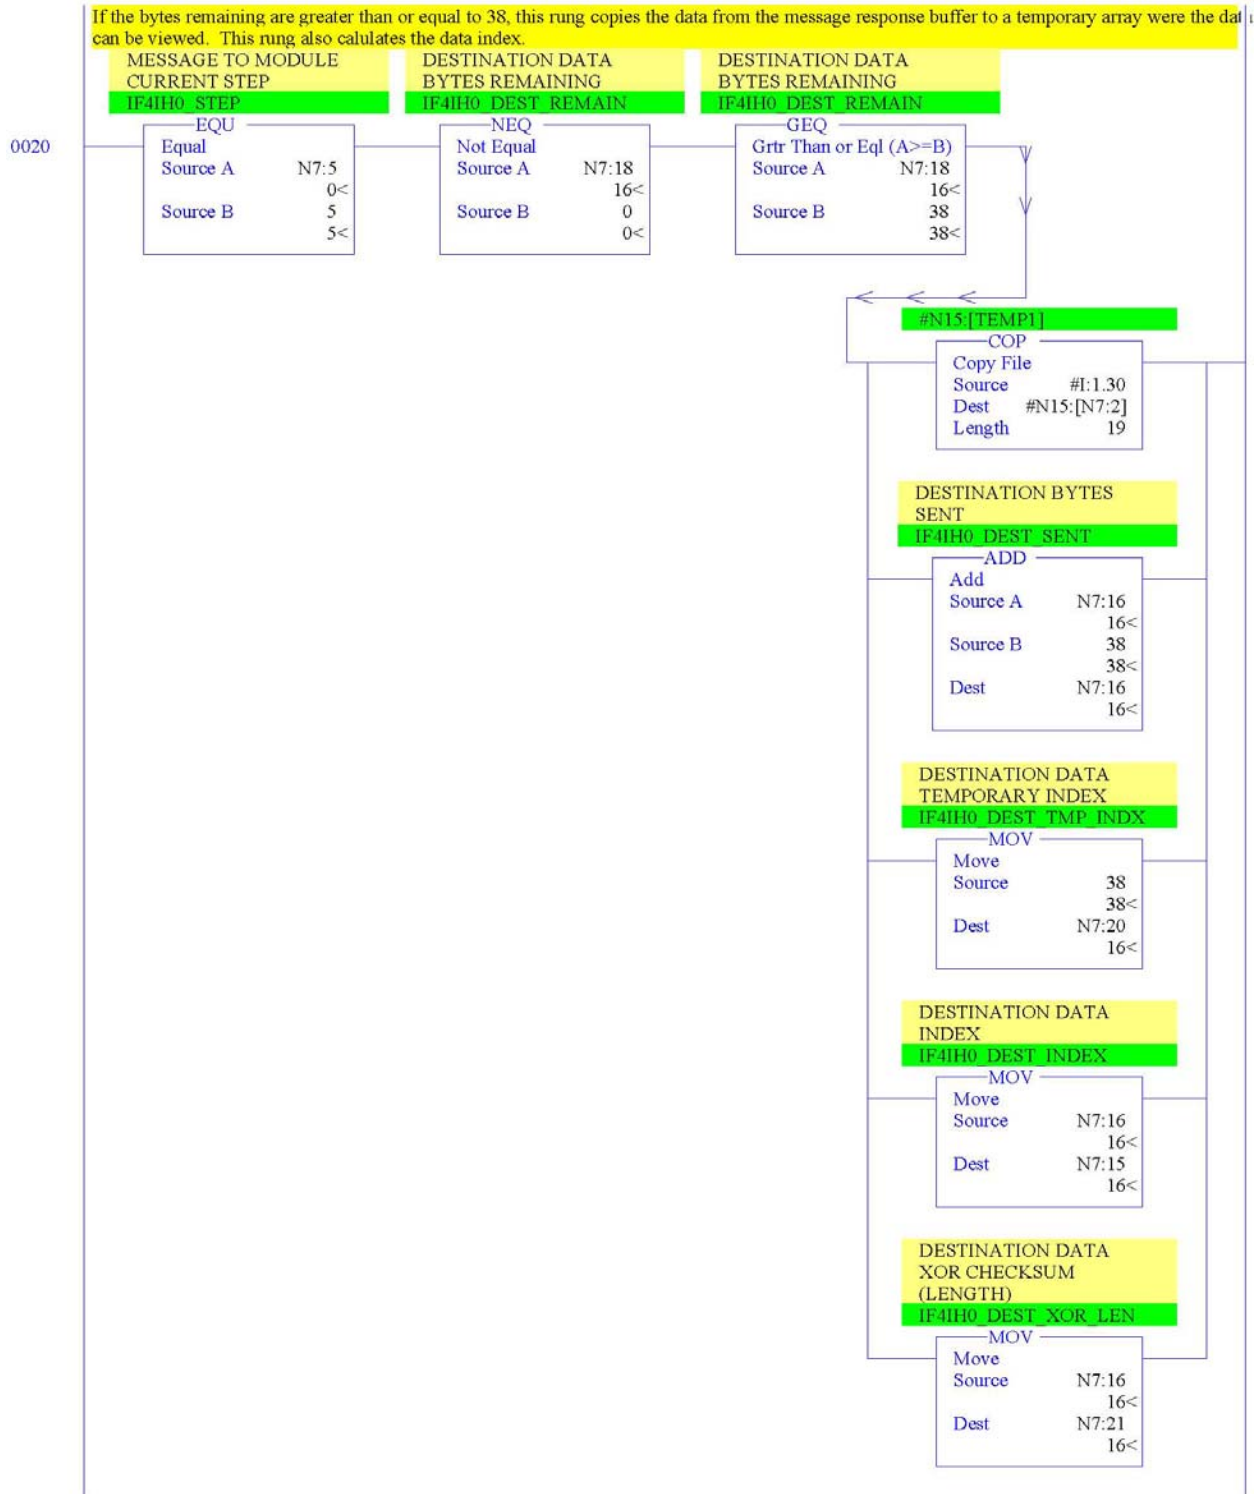 If the bytes remaining are greater than or equal to 38, this rung copies the data from the message response buffer to a temporary array were the dat
can be viewed.  This rung also calulates the data index.
MESSAGE TO MODULE
CURRENT STEP
IF4IH0_STEP
DESTINATION DATA
BYTES REMAINING
IF4IH0_DEST_REMAIN
DESTINATION DATA
BYTES REMAINING
IF4IH0_DEST_REMAIN
0020
EQU
Equal
Source A N7:5
0<
Source B 5
5<
NEQ
Not Equal
Source A N7:18
16<
Source B 0
0<
GEQ
Grtr Than or Eql (A>=B)
Source A N7:18
16<
Source B 38
38<
#N15:[TEMP1]
COP
Copy File
Source #I:1.30
Dest #N15:[N7:2]
Length 19
DESTINATION BYTES
SENT
IF4IH0_DEST_SENT
ADD
Add
Source A N7:16
16<
Source B 38
38<
Dest N7:16
16<
DESTINATION DATA
TEMPORARY INDEX
IF4IH0_DEST_TMP_INDX
MOV
Move
Source 38
38<
Dest N7:20
16<
DESTINATION DATA
INDEX
IF4IH0_DEST_INDEX
MOV
Move
Source N7:16
16<
Dest N7:15
16<
DESTINATION DATA
XOR CHECKSUM
(LENGTH)
IF4IH0_DEST_XOR_LEN
MOV
Move
Source N7:16
16<
Dest N7:21
16<